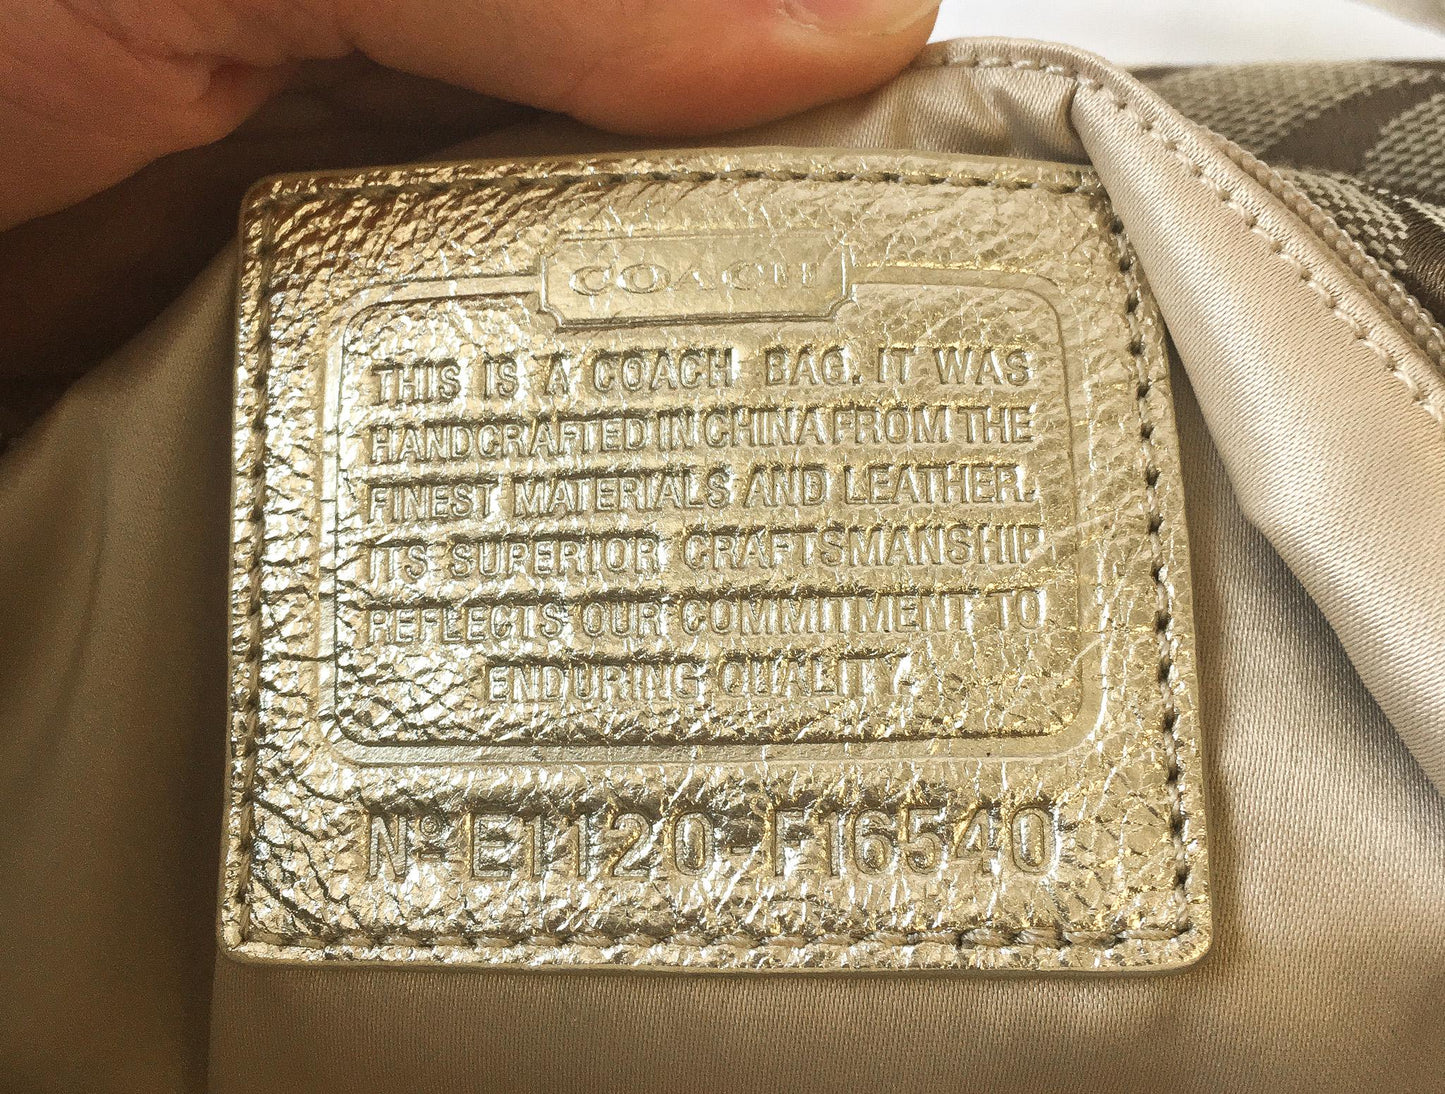 COACH
THIS IS A COACH BAG. IT WAS
HANDCRAFTED IN CHINA FROM THE
FINEST MATERIALS AND LEATHER.
ITS SUPERIOR CRAFTSMANSHIP
REFLECTS OUR COMMITMENT TO
ENDURING QUALITY.
Nº E1120-F16540